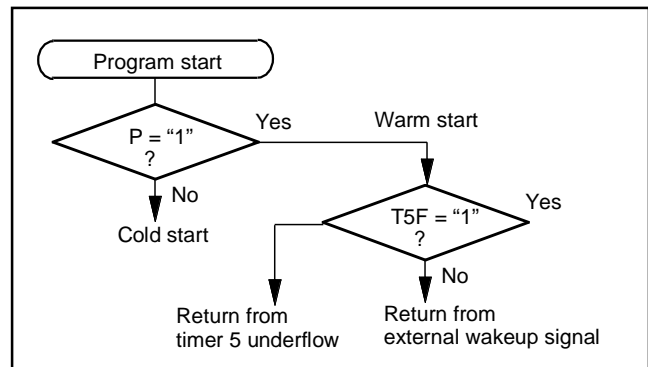 Program start
P = “1”
?
Yes
No
Cold start
Warm start
T5F = “1”
?
Yes
No
Return from
timer 5 underflow
Return from
external wakeup signal